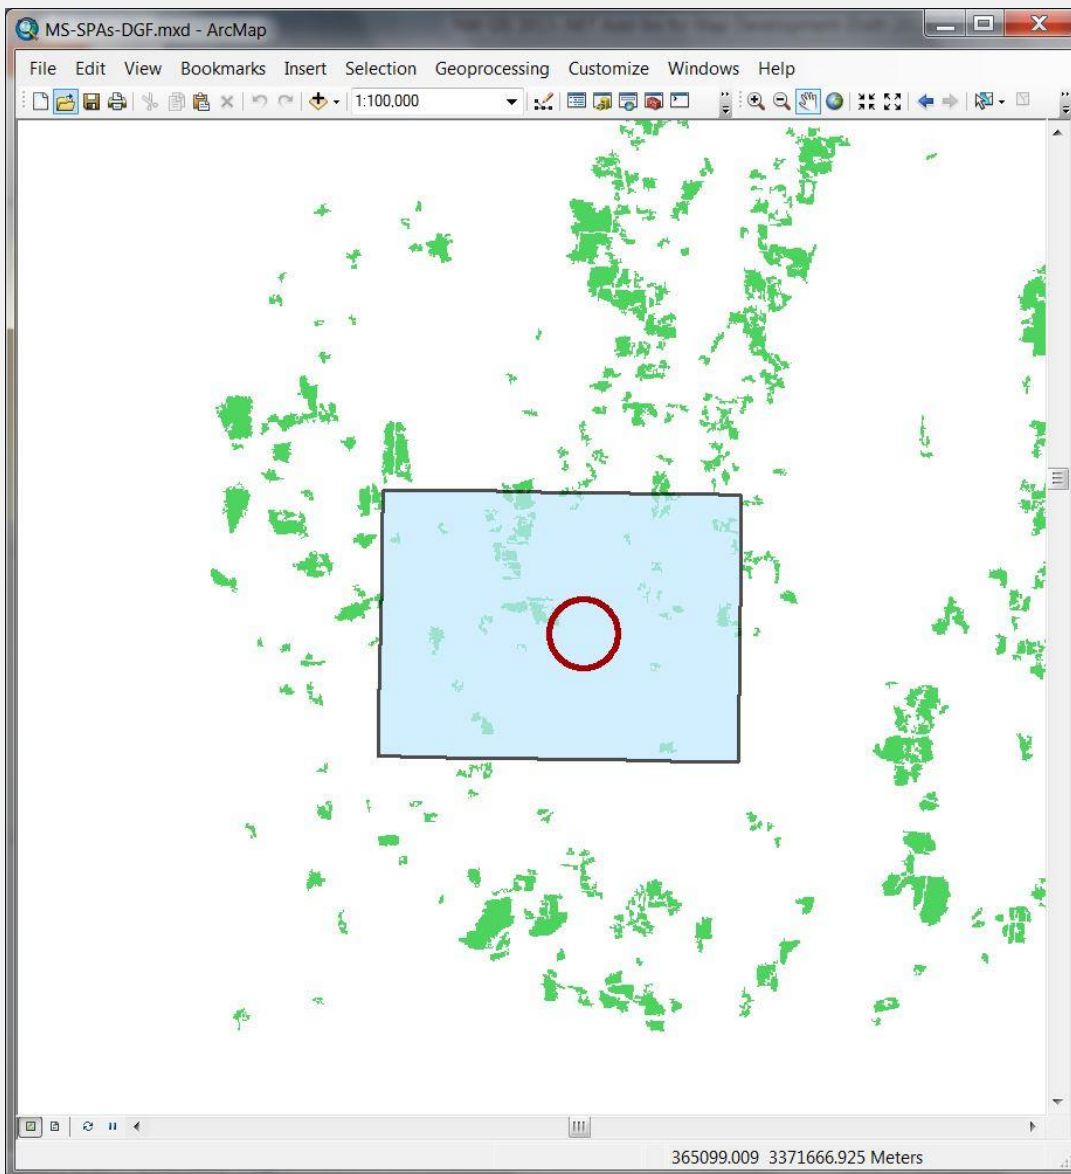 MS-SPAs-DGF.mxd - ArcMap
File Edit View Bookmarks Insert Selection Geoprocessing Customize Windows Help
1:100,000
365099.009 3371666.925 Meters